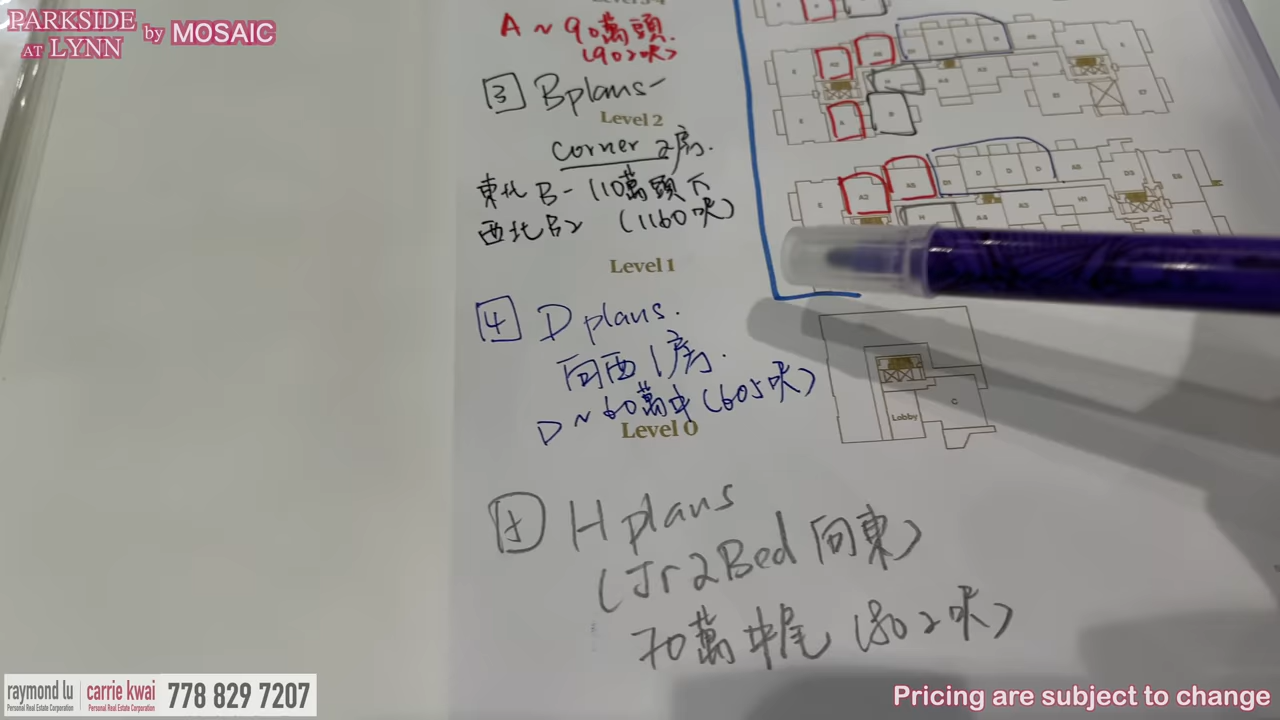 PARKSIDE
AT LYNN
by MOSAIC
A ~ 90萬頭.
(902呎)
3 B plans-
Level 2
corner 2房.
東北 B - 110萬頭下
西北 B2 (1160呎)
Level 1
4 D plans.
向西 1房.
D ~ 60萬中 (605呎)
Level 0
H plans
(Jr 2 Bed 向東)
70萬中尾 (802呎)
Lobby
C
raymond lu
Personal Real Estate Corporation
carrie kwai
Personal Real Estate Corporation
778 829 7207
Pricing are subject to change